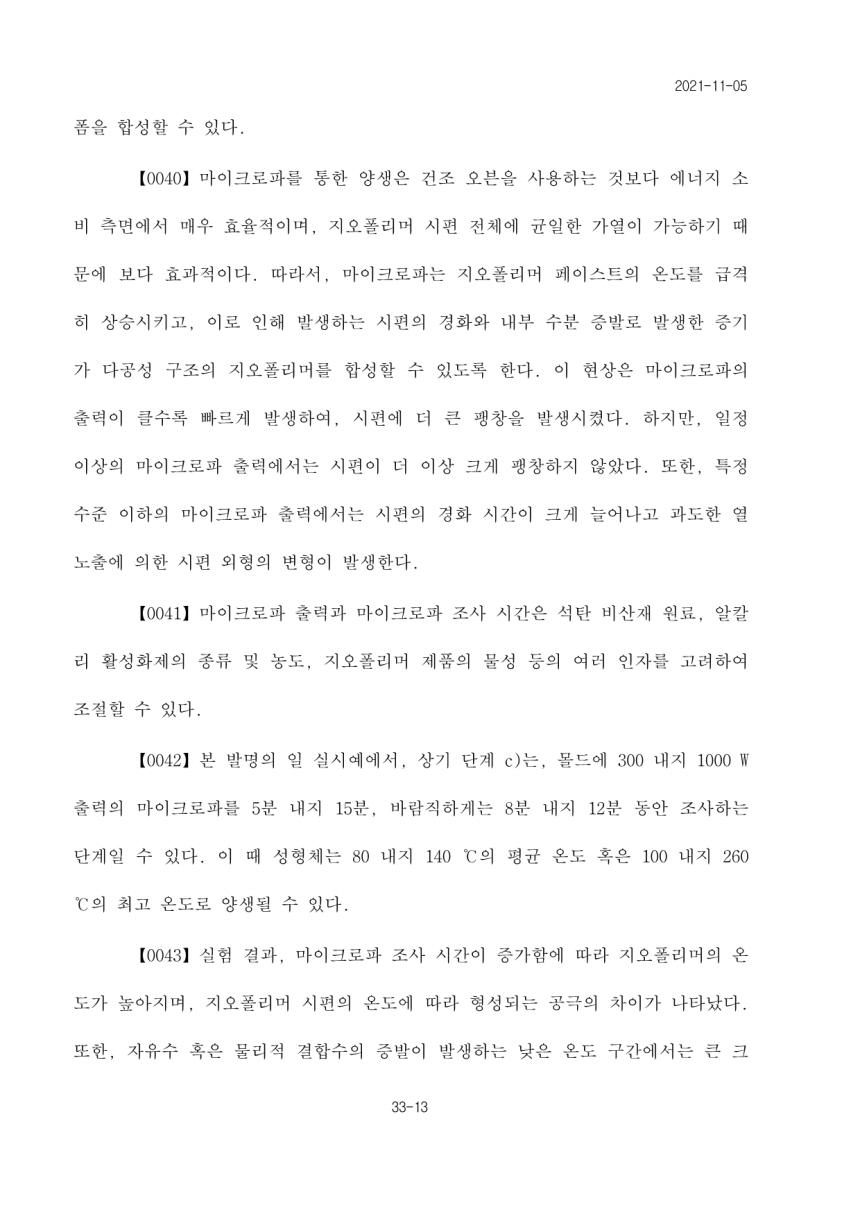 2021-11-05
폼을 합성할 수 있다.
【0040】마이크로파를 통한 양생은 건조 오븐을 사용하는 것보다 에너지 소
비 측면에서 매우 효율적이며, 지오폴리머 시편 전체에 균일한 가열이 가능하기 때
문에 보다 효과적이다. 따라서, 마이크로파는 지오폴리머 페이스트의 온도를 급격
히 상승시키고, 이로 인해 발생하는 시편의 경화와 내부 수분 증발로 발생한 증기
가 다공성 구조의 지오폴리머를 합성할 수 있도록 한다. 이 현상은 마이크로파의
출력이 클수록 빠르게 발생하여, 시편에 더 큰 팽창을 발생시켰다. 하지만, 일정
이상의 마이크로파 출력에서는 시편이 더 이상 크게 팽창하지 않았다. 또한, 특정
수준 이하의 마이크로파 출력에서는 시편의 경화 시간이 크게 늘어나고 과도한 열
노출에 의한 시편 외형의 변형이 발생한다.
【0041】마이크로파 출력과 마이크로파 조사 시간은 석탄 비산재 원료, 알칼
리 활성화제의 종류 및 농도, 지오폴리머 제품의 물성 등의 여러 인자를 고려하여
조절할 수 있다.
【0042】본 발명의 일 실시예에서, 상기 단계 c)는, 몰드에 300 내지 1000 W
출력의 마이크로파를 5분 내지 15분, 바람직하게는 8분 내지 12분 동안 조사하는
단계일 수 있다. 이 때 성형체는 80 내지 140 ℃의 평균 온도 혹은 100 내지 260
℃의 최고 온도로 양생될 수 있다.
【0043】실험 결과, 마이크로파 조사 시간이 증가함에 따라 지오폴리머의 온
도가 높아지며, 지오폴리머 시편의 온도에 따라 형성되는 공극의 차이가 나타났다.
또한, 자유수 혹은 물리적 결합수의 증발이 발생하는 낮은 온도 구간에서는 큰 크
33-13